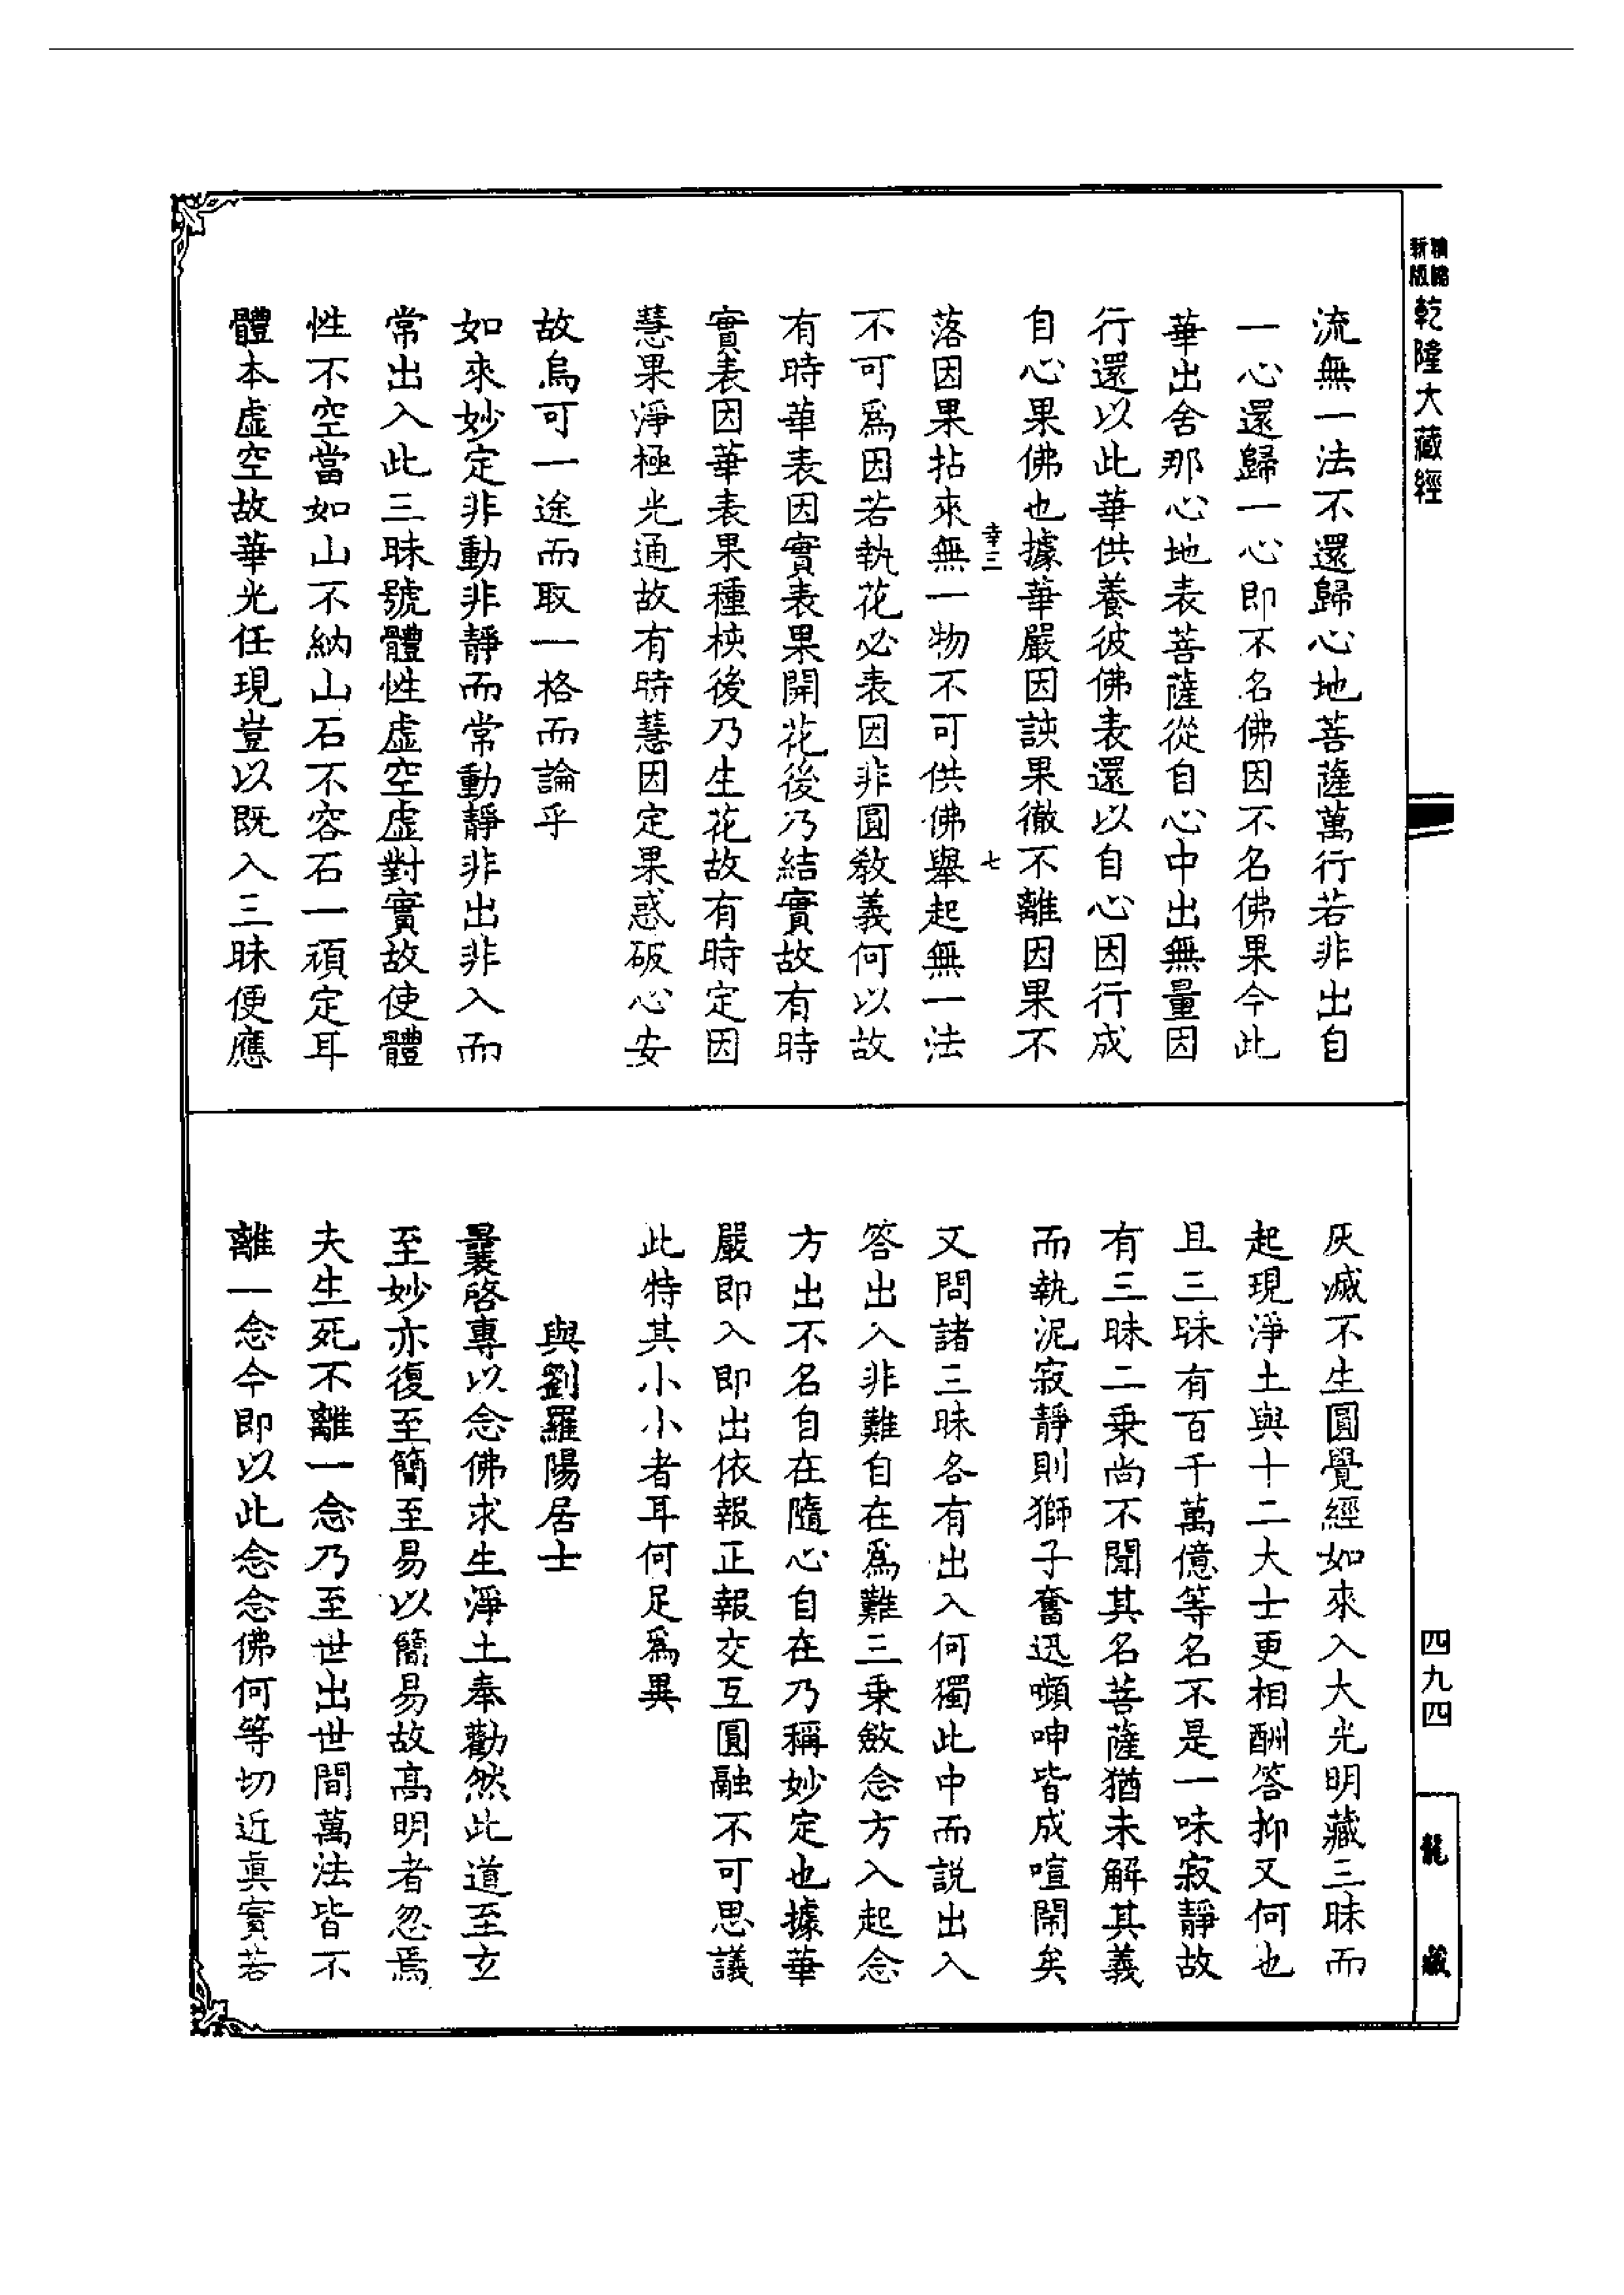 新版
精縮
乾隆大藏經
四九四
龍藏
流無一法不還歸心地菩薩萬行若非出自
一心還歸一心即不名佛因不名佛果今此
華出舍那心地表菩薩從自心中出無量因
行還以此華供養彼佛表還以自心因行成
自心果佛也據華嚴因該果徹不離因果不
幸三
七
落因果拈來無一物不可供佛舉起無一法
不可為因若執花必表因非圓教義何以故
有時華表因實表果開花後乃結實故有時
實表因華表果種核後乃生花故有時定因
慧果淨極光通故有時慧因定果惑破心安
故烏可一途而取一格而論乎
如來妙定非動非靜而常動靜非出非入而
常出入此三昧號體性虛空虛對實故使體
性不空當如山不納山石不容石一頑定耳
體本虛空故華光任現豈以既入三昧便應
灰滅不生圓覺經如來入大光明藏三昧而
起現淨土與十二大士更相酬答抑又何也
且三昧有百千萬億等名不是一味寂靜故
有三昧二乘尚不聞其名菩薩猶未解其義
而執泥寂靜則獅子奮迅嚬呻皆成喧鬧矣
又問諸三昧各有出入何獨此中而說出入
答出入非難自在為難三乘斂念方入起念
方出不名自在隨心自在乃稱妙定也據華
嚴即入即出依報正報交互圓融不可思議
此特其小小者耳何足為異
與劉羅陽居士
曩啓專以念佛求生淨土奉勸然此道至玄
至妙亦復至簡至易以簡易故高明者忽焉
夫生死不離一念乃至世出世間萬法皆不
離一念今即以此念念佛何等切近真實若